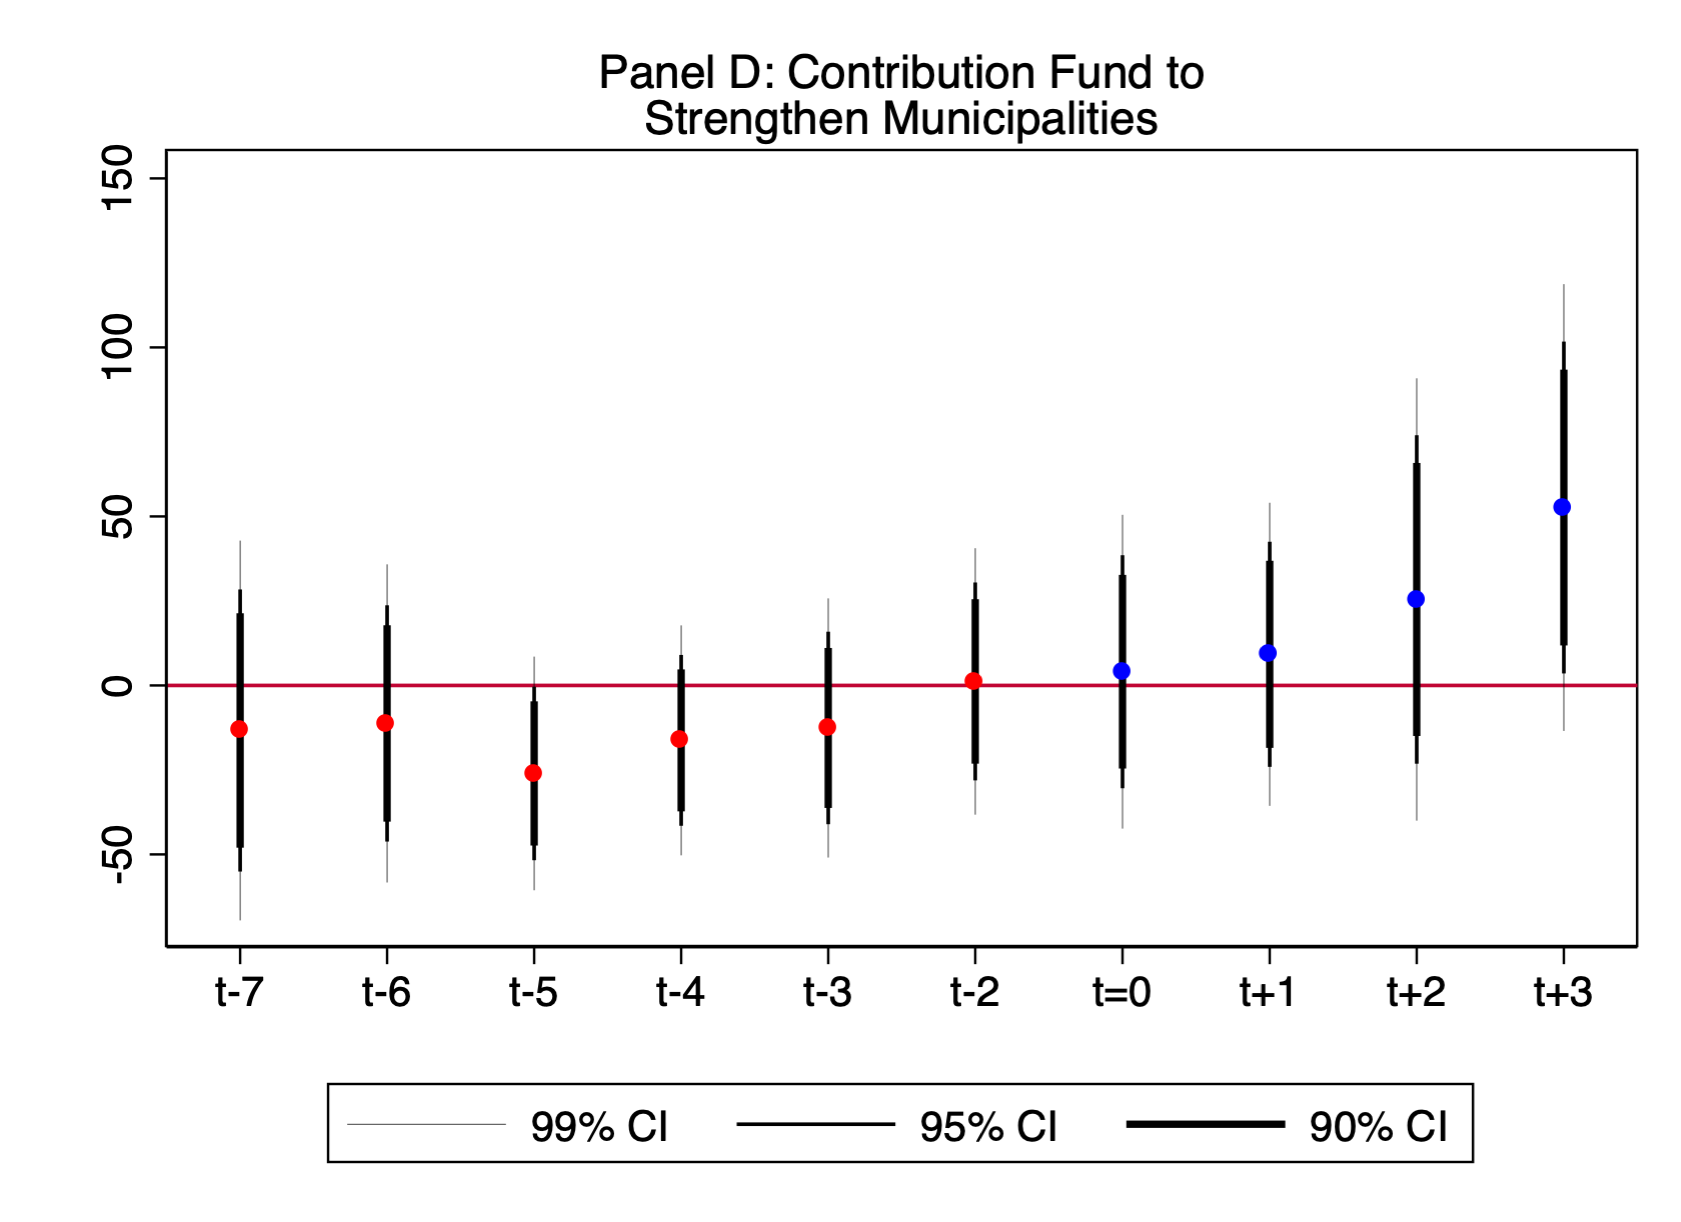 Panel D: Contribution Fund to
Strengthen Municipalities
150
100
50
0
-50
t-7 t-6 t-5 t-4 t-3 t-2 t=0 t+1 t+2 t+3
99% CI 95% CI 90% CI